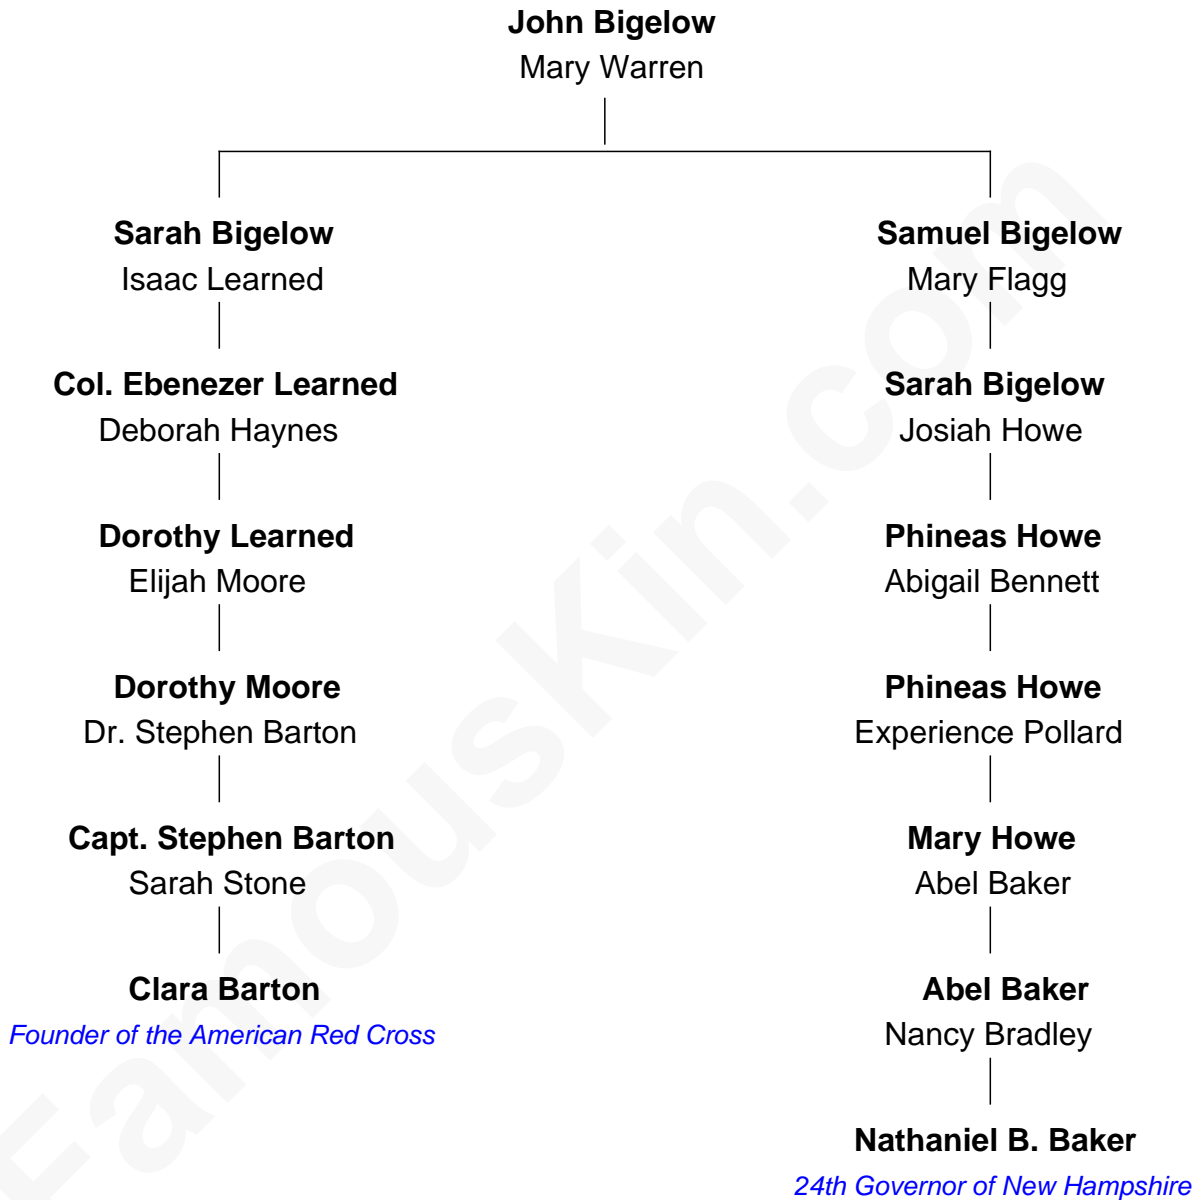 John Bigelow
Mary Warren
Sarah Bigelow
Isaac Learned
Col. Ebenezer Learned
Deborah Haynes
Dorothy Learned
Elijah Moore
Dorothy Moore
Dr. Stephen Barton
Capt. Stephen Barton
Sarah Stone
Clara Barton
Founder of the American Red Cross
Samuel Bigelow
Mary Flagg
Sarah Bigelow
Josiah Howe
Phineas Howe
Abigail Bennett
Phineas Howe
Experience Pollard
Mary Howe
Abel Baker
Abel Baker
Nancy Bradley
Nathaniel B. Baker
24th Governor of New Hampshire
FamousKin.com